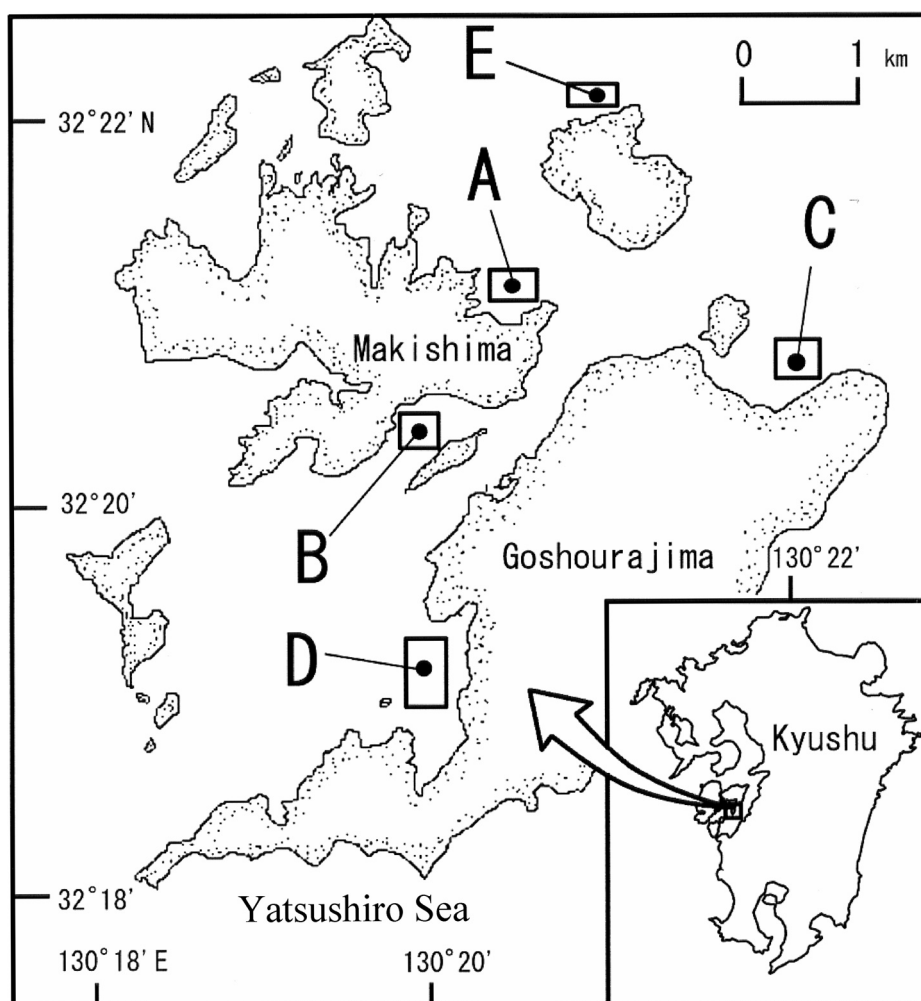 E
0 1 km
32°22' N
A
C
Makishima
32°20'
B
Goshourajima
130°22'
D
Kyushu
32°18'
Yatsushiro Sea
130°18' E
130°20'